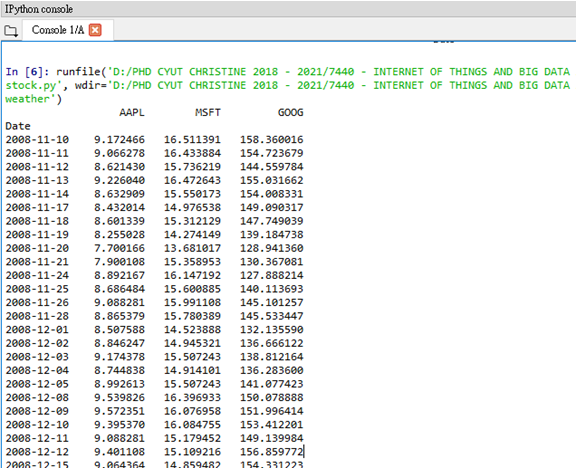 IPython console
Console 1/A
In [6]: runfile('D:/PHD CYUT CHRISTINE 2018 - 2021/7440 - INTERNET OF THINGS AND BIG DATA
stock.py', wdir='D:/PHD CYUT CHRISTINE 2018 - 2021/7440 - INTERNET OF THINGS AND BIG DATA
weather')
AAPL MSFT GOOG
Date
2008-11-10 9.172466 16.511391 158.360016
2008-11-11 9.066278 16.433884 154.723679
2008-11-12 8.621430 15.736219 144.559784
2008-11-13 9.226040 16.472643 155.031662
2008-11-14 8.632909 15.550173 154.008331
2008-11-17 8.432014 14.976538 149.090317
2008-11-18 8.601339 15.312129 147.749039
2008-11-19 8.255028 14.274149 139.184738
2008-11-20 7.700166 13.681017 128.941360
2008-11-21 7.900108 15.358953 130.367081
2008-11-24 8.892167 16.147192 127.888214
2008-11-25 8.686484 15.600885 140.113693
2008-11-26 9.088281 15.991108 145.101257
2008-11-28 8.865379 15.780389 145.533447
2008-12-01 8.507588 14.523888 132.135590
2008-12-02 8.846247 14.945321 136.666122
2008-12-03 9.174378 15.507243 138.812164
2008-12-04 8.744838 14.914101 136.283600
2008-12-05 8.992613 15.507243 141.077423
2008-12-08 9.539826 16.396933 150.078888
2008-12-09 9.572351 16.076958 151.996414
2008-12-10 9.395370 16.084755 153.412201
2008-12-11 9.088281 15.179452 149.139984
2008-12-12 9.401108 15.109216 156.859772
2008-12-15 9.064364 14.859482 154.331223